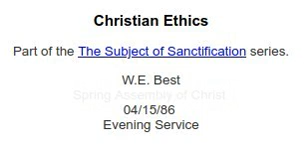 Christian Ethics
Part of the The Subject of Sanctification series.
W.E. Best
Spring Assembly of Christ
04/15/86
Evening Service